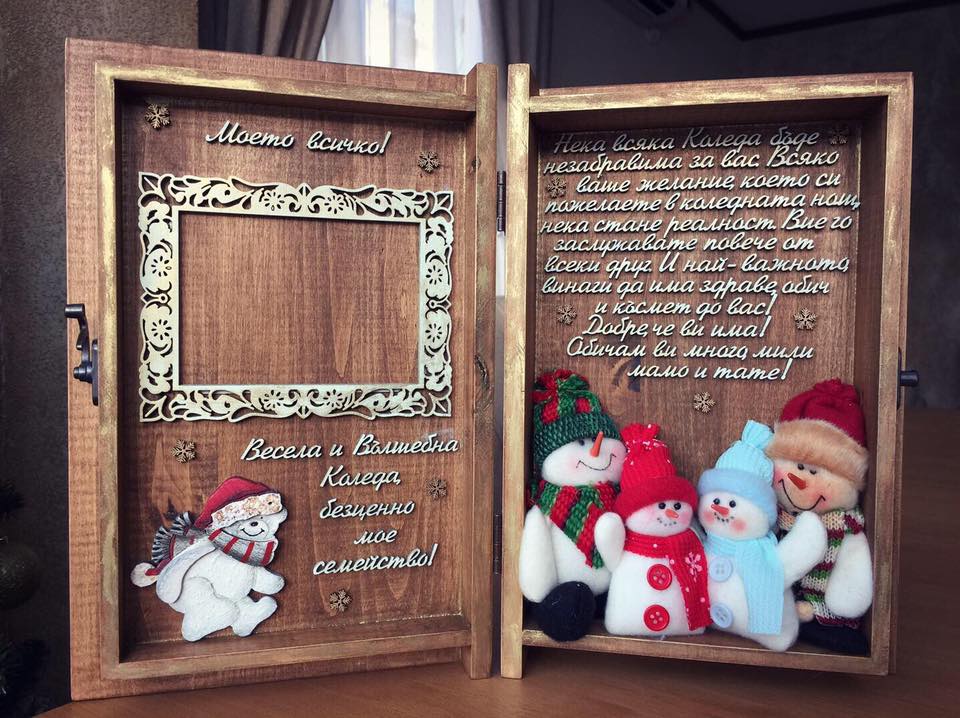 Моето всичко!
Весела и Вълшебна
Коледа,
безценно
мое
семейство!
Нека всяка Коледа бъде
незабравима за вас. Всяко
ваше желание, което си
пожелаете в коледната нощ,
нека стане реалност. Вие го
заслужавате повече от
всеки друг. И най-важното,
винаги да има здраве, обич
и късмет до вас!
Добре, че ви има!
Обичам ви много, мили
мамо и тате!